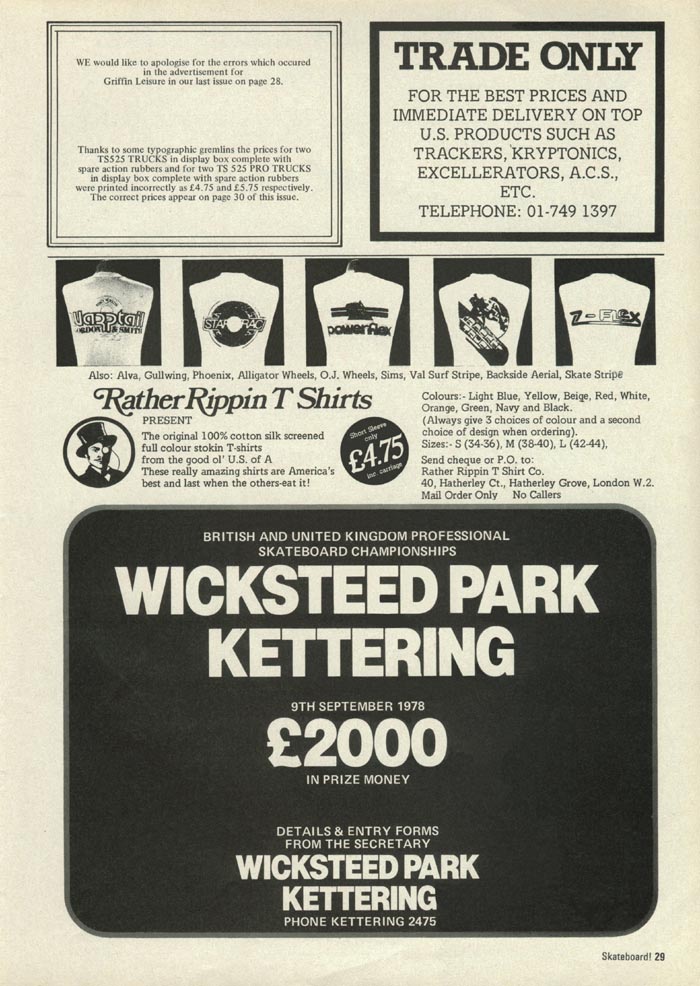 WE would like to apologise for the errors which occured
in the advertisement for
Griffin Leisure in our last issue on page 28.
Thanks to some typographic gremlins the prices for two
TS525 TRUCKS in display box complete with
spare action rubbers and for two TS 525 PRO TRUCKS
in display box complete with spare action rubbers
were printed incorrectly as £4.75 and £5.75 respectively.
The correct prices appear on page 30 of this issue.
TRADE ONLY
FOR THE BEST PRICES AND
IMMEDIATE DELIVERY ON TOP
U.S. PRODUCTS SUCH AS
TRACKERS, KRYPTONICS,
EXCELLERATORS, A.C.S.,
ETC.
TELEPHONE: 01-749 1397
powerflex
Z-FLEX
Also: Alva, Gullwing, Phoenix, Alligator Wheels, O.J. Wheels, Sims, Val Surf Stripe, Backside Aerial, Skate Stripe
Rather Rippin T Shirts
PRESENT
The original 100% cotton silk screened
full colour stokin T-shirts
from the good ol' U.S. of A
These really amazing shirts are America's
best and last when the others-eat it!
Short Sleeve
only
£4.75
inc. carriage
Colours:- Light Blue, Yellow, Beige, Red, White,
Orange, Green, Navy and Black.
(Always give 3 choices of colour and a second
choice of design when ordering).
Sizes:- S (34-36), M (38-40), L (42-44),
Send cheque or P.O. to:
Rather Rippin T Shirt Co.
40, Hatherley Ct., Hatherley Grove, London W.2.
Mail Order Only No Callers
BRITISH AND UNITED KINGDOM PROFESSIONAL
SKATEBOARD CHAMPIONSHIPS
WICKSTEED PARK
KETTERING
9TH SEPTEMBER 1978
£2000
IN PRIZE MONEY
DETAILS & ENTRY FORMS
FROM THE SECRETARY
WICKSTEED PARK
KETTERING
PHONE KETTERING 2475
Skateboard! 29